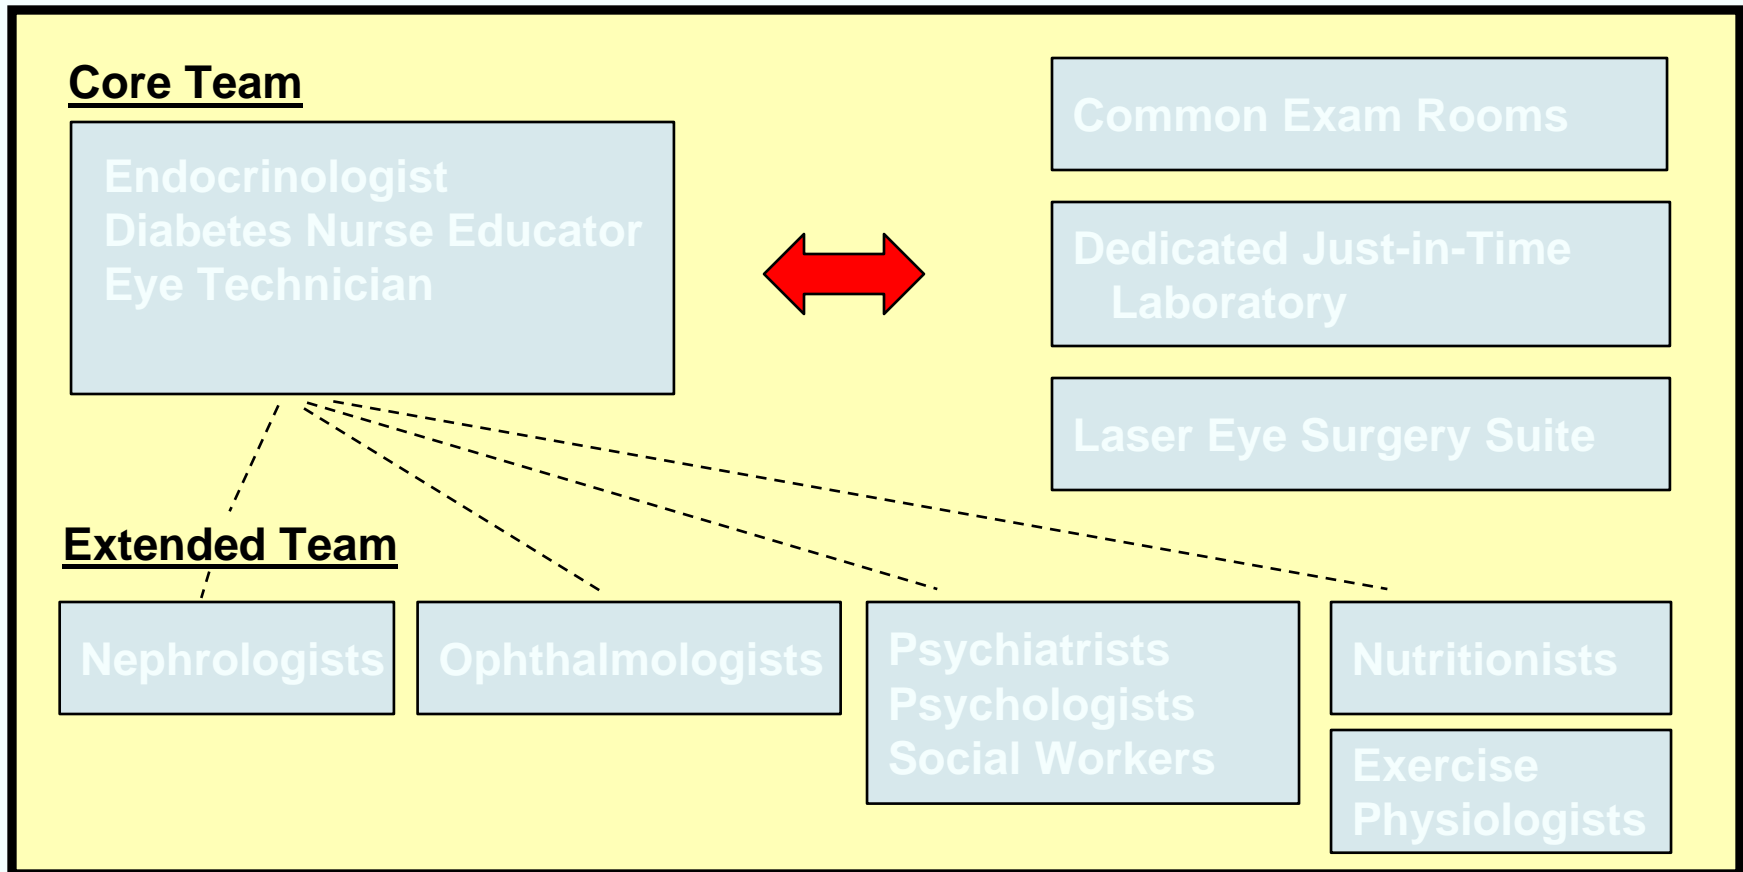 Core Team
Endocrinologist
Diabetes Nurse Educator
Eye Technician
Common Exam Rooms
Dedicated Just-in-Time
Laboratory
Laser Eye Surgery Suite
Extended Team
Nephrologists
Ophthalmologists
Psychiatrists
Psychologists
Social Workers
Nutritionists
Exercise
Physiologists